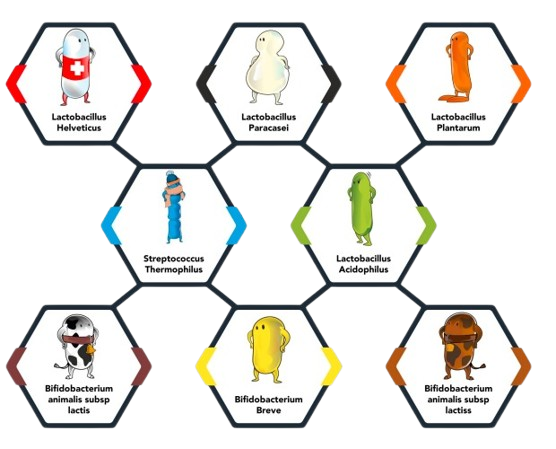 Lactobacillus
Helveticus
Lactobacillus
Paracasei
Lactobacillus
Plantarum
Streptococcus
Thermophilus
Lactobacillus
Acidophilus
Bifidobacterium
animalis subsp
lactis
Bifidobacterium
Breve
Bifidobacterium
animalis subsp
lactiss